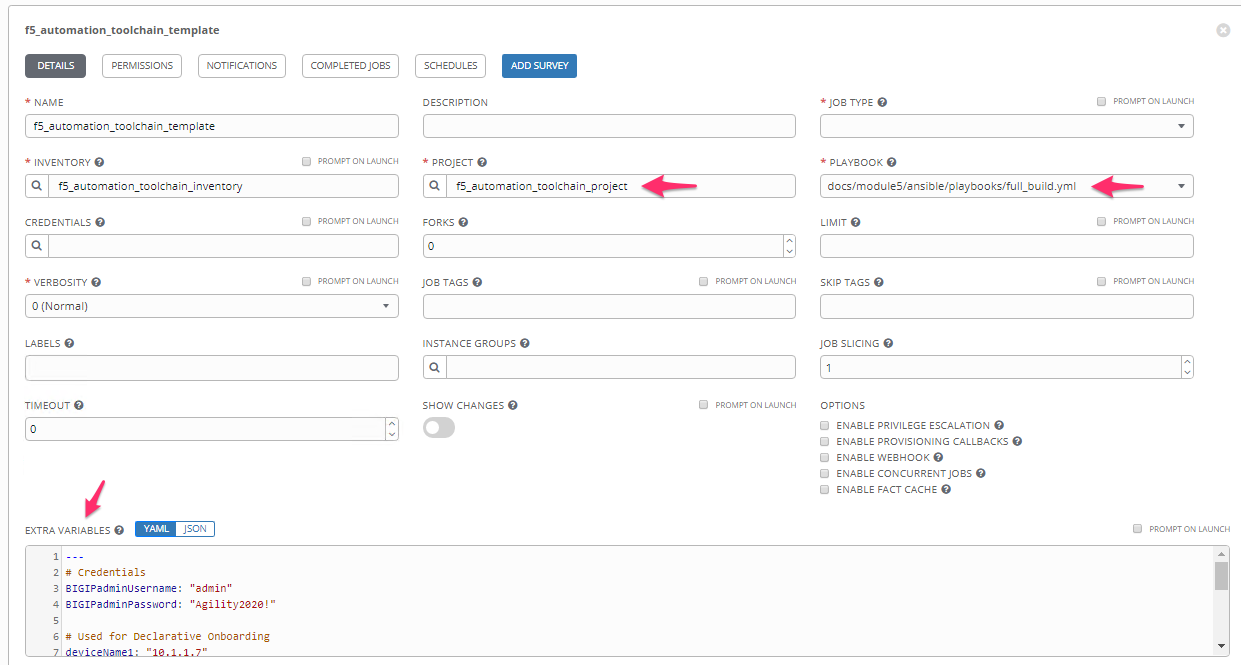 f5_automation_toolchain_template
DETAILS PERMISSIONS NOTIFICATIONS COMPLETED JOBS SCHEDULES ADD SURVEY
* NAME DESCRIPTION * JOB TYPE PROMPT ON LAUNCH
f5_automation_toolchain_template
* INVENTORY PROMPT ON LAUNCH * PROJECT * PLAYBOOK PROMPT ON LAUNCH
f5_automation_toolchain_inventory f5_automation_toolchain_project docs/module5/ansible/playbooks/full_build.yml
CREDENTIALS PROMPT ON LAUNCH FORKS LIMIT PROMPT ON LAUNCH
0
* VERBOSITY PROMPT ON LAUNCH JOB TAGS PROMPT ON LAUNCH SKIP TAGS PROMPT ON LAUNCH
0 (Normal)
LABELS INSTANCE GROUPS JOB SLICING
1
TIMEOUT SHOW CHANGES PROMPT ON LAUNCH OPTIONS
0
ENABLE PRIVILEGE ESCALATION
ENABLE PROVISIONING CALLBACKS
ENABLE WEBHOOK
ENABLE CONCURRENT JOBS
ENABLE FACT CACHE
EXTRA VARIABLES YAML JSON PROMPT ON LAUNCH
1 ---
2 # Credentials
3 BIGIPadminUsername: "admin"
4 BIGIPadminPassword: "Agility2020!"
5
6 # Used for Declarative Onboarding
7 deviceName1: "10.1.1.7"